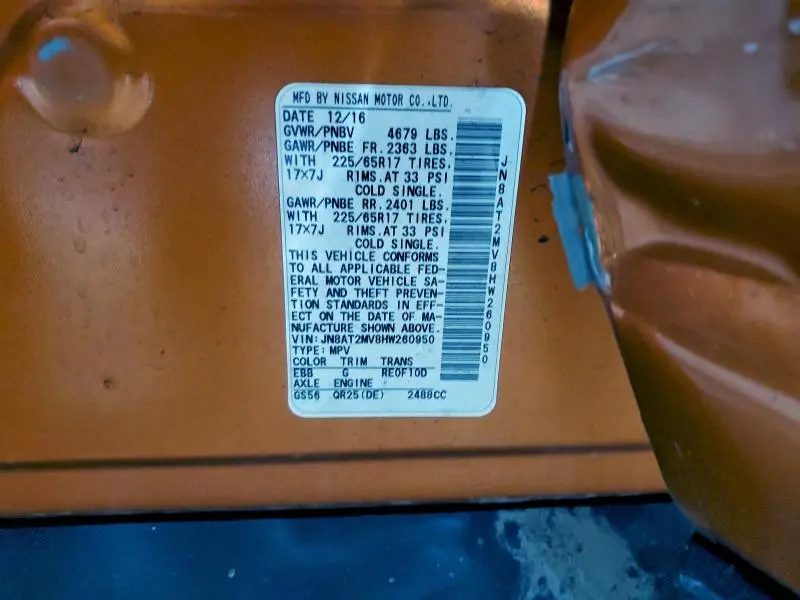 MFD BY NISSAN MOTOR CO.,LTD.
DATE 12/16
GVWR/PNBV 4679 LBS.
GAWR/PNBE FR. 2363 LBS.
WITH 225/65R17 TIRES.
17×7J RIMS.AT 33 PSI
COLD SINGLE.
GAWR/PNBE RR. 2401 LBS.
WITH 225/65R17 TIRES.
17×7J RIMS.AT 33 PSI
COLD SINGLE.
THIS VEHICLE CONFORMS
TO ALL APPLICABLE FED-
ERAL MOTOR VEHICLE SA-
FETY AND THEFT PREVEN-
TION STANDARDS IN EFF-
ECT ON THE DATE OF MA-
NUFACTURE SHOWN ABOVE.
VIN: JN8AT2MV8HW260950
TYPE: MPV
COLOR TRIM TRANS
EBB G RE0F10D
AXLE ENGINE
GS56 QR25(DE) 2488CC
JN8AT2MV8HW260950